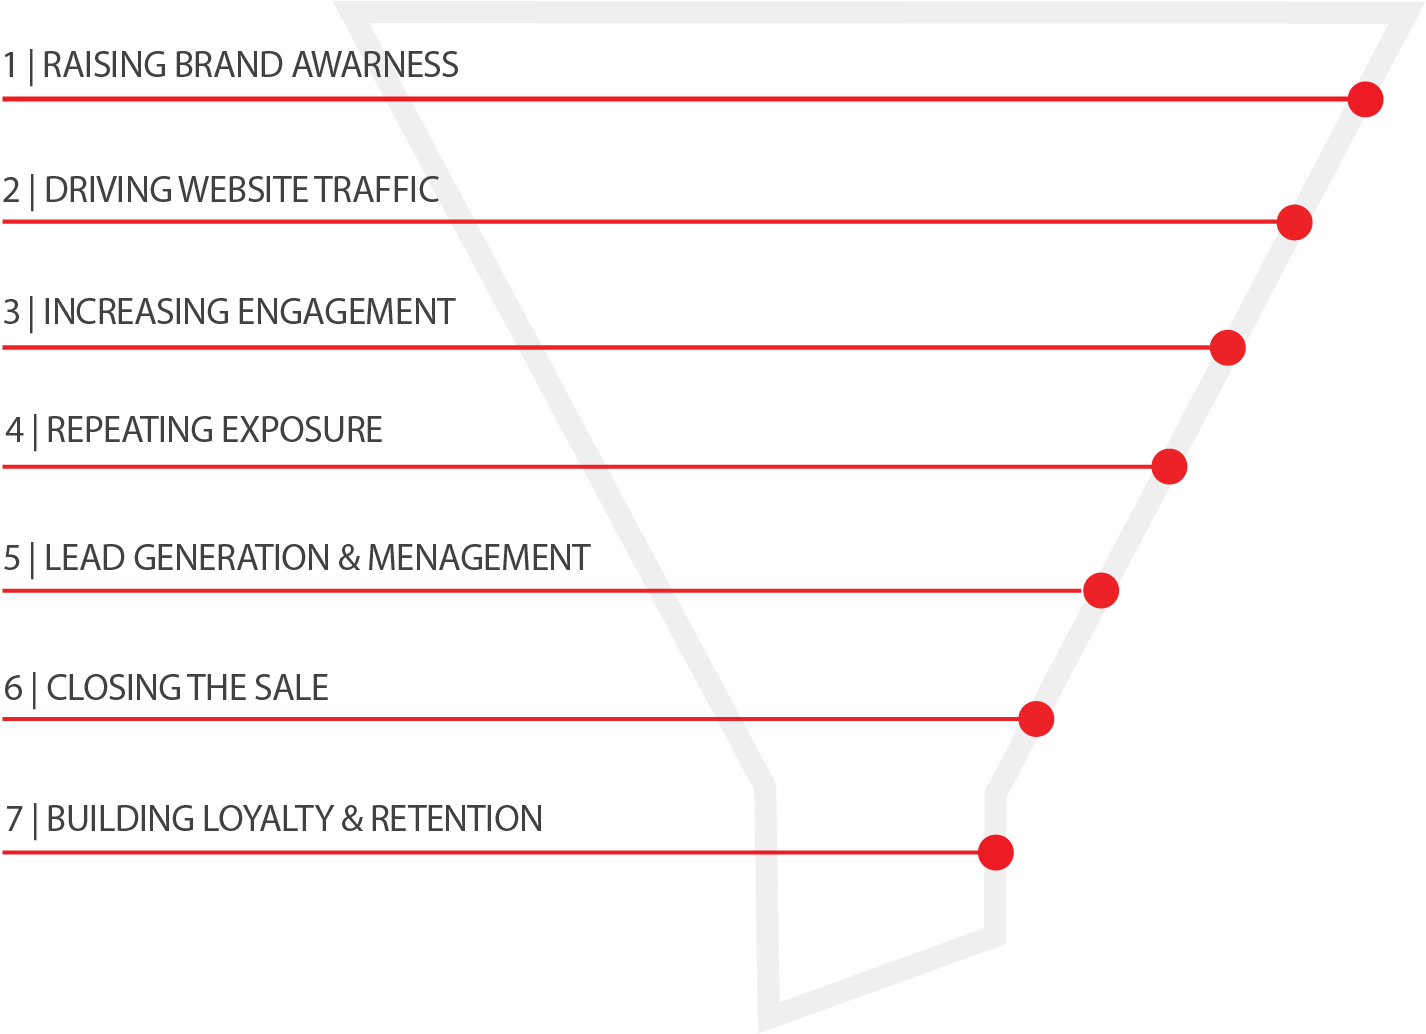 1 | RAISING BRAND AWARNESS
2 | DRIVING WEBSITE TRAFFIC
3 | INCREASING ENGAGEMENT
4 | REPEATING EXPOSURE
5 | LEAD GENERATION & MENAGEMENT
6 | CLOSING THE SALE
7 | BUILDING LOYALTY & RETENTION